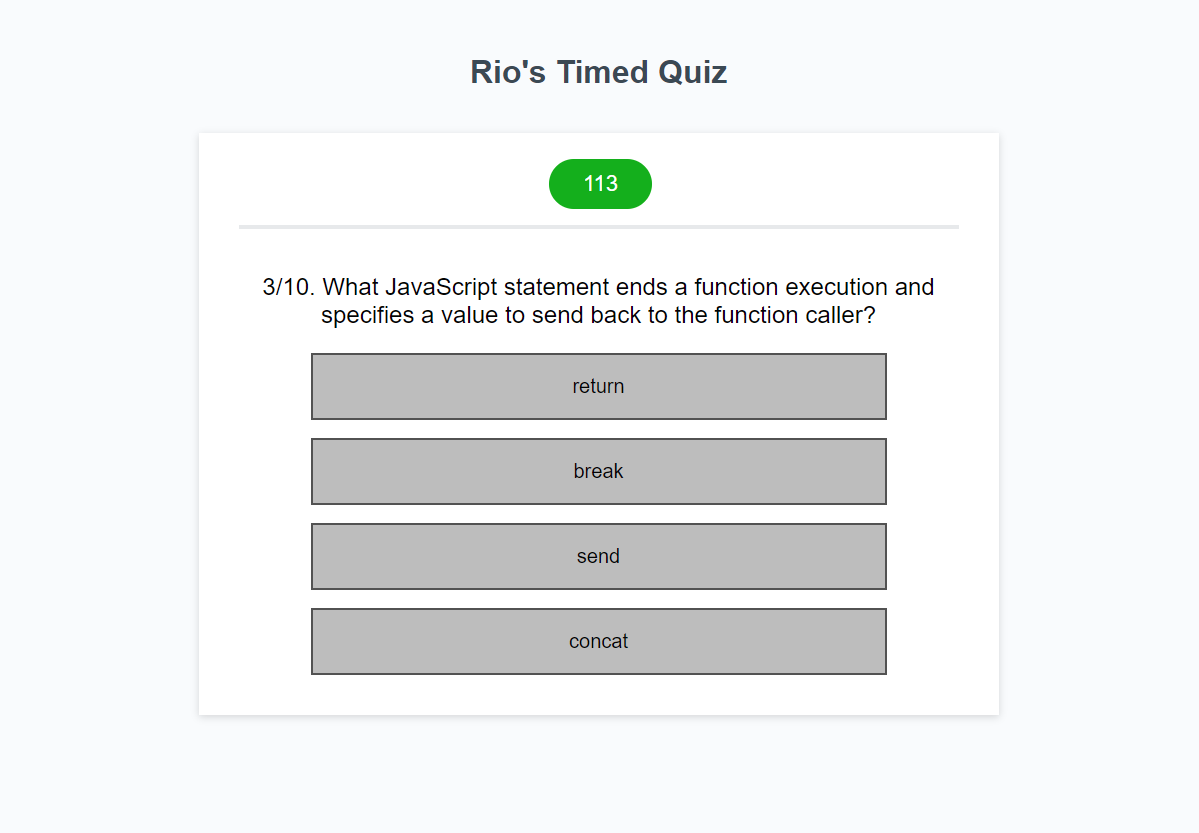 Rio's Timed Quiz
113
3/10. What JavaScript statement ends a function execution and
specifies a value to send back to the function caller?
return
break
send
concat